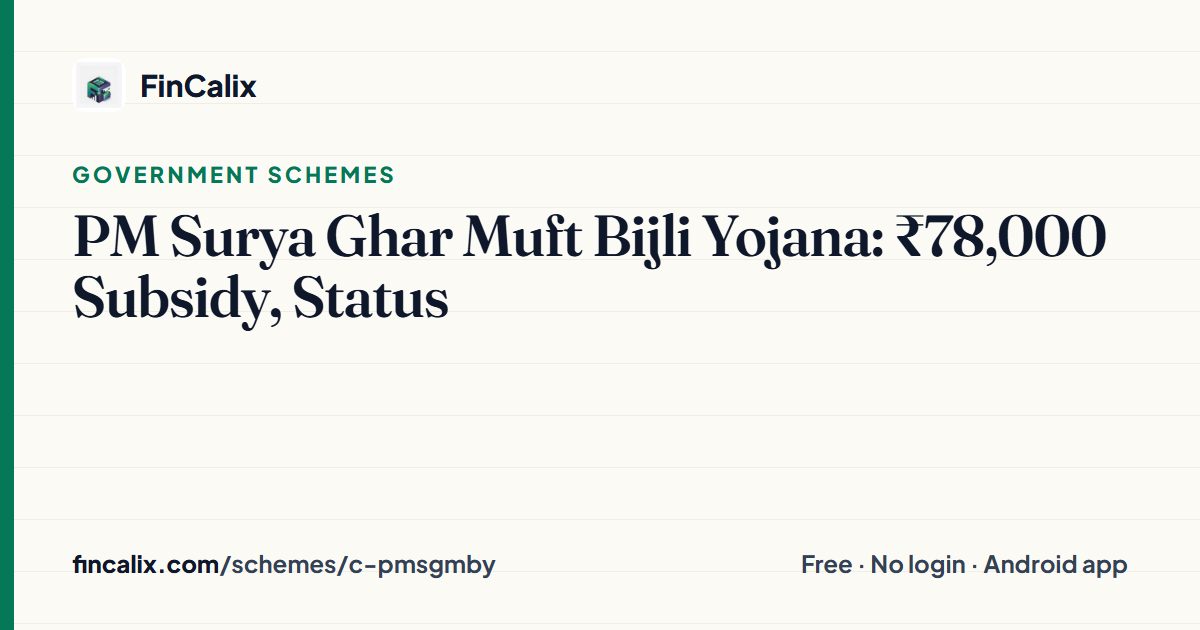 FinCalix
GOVERNMENT SCHEMES
PM Surya Ghar Muft Bijli Yojana: ₹78,000
Subsidy, Status
fincalix.com/schemes/c-pmsgmby
Free · No login · Android app